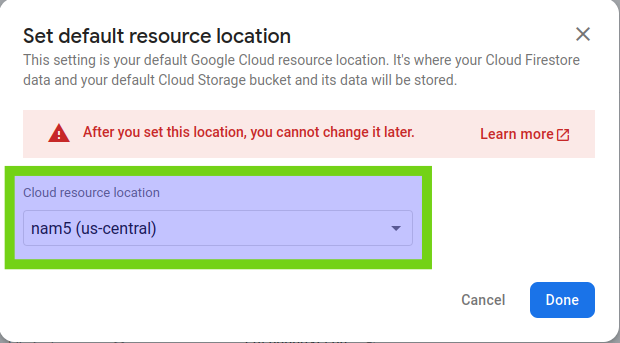 Set default resource location
This setting is your default Google Cloud resource location. It's where your Cloud Firestore
data and your default Cloud Storage bucket and its data will be stored.
After you set this location, you cannot change it later.
Learn more
Cloud resource location
nam5 (us-central)
Cancel
Done